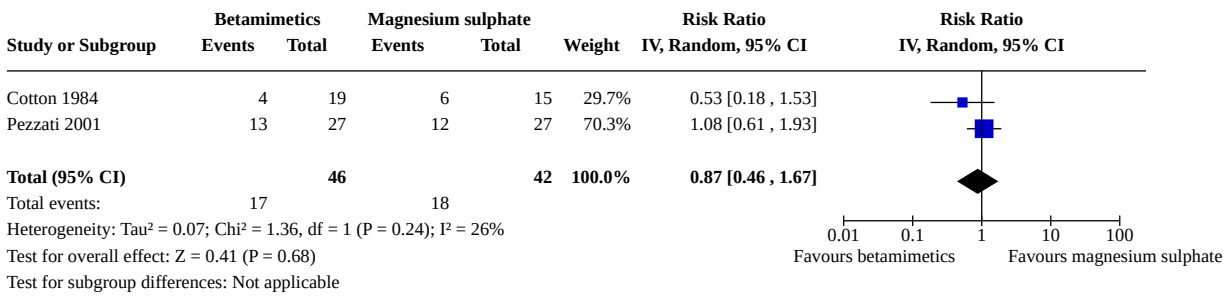 Betamimetics Magnesium sulphate Risk Ratio Risk Ratio
Study or Subgroup Events Total Events Total Weight IV, Random, 95% CI IV, Random, 95% CI
Cotton 1984 4 19 6 15 29.7% 0.53 [0.18 , 1.53]
Pezzati 2001 13 27 12 27 70.3% 1.08 [0.61 , 1.93]
Total (95% CI) 46 42 100.0% 0.87 [0.46 , 1.67]
Total events: 17 18
Heterogeneity: Tau² = 0.07; Chi² = 1.36, df = 1 (P = 0.24); I² = 26%
0.01 0.1 1 10 100
Test for overall effect: Z = 0.41 (P = 0.68)
Favours betamimetics Favours magnesium sulphate
Test for subgroup differences: Not applicable